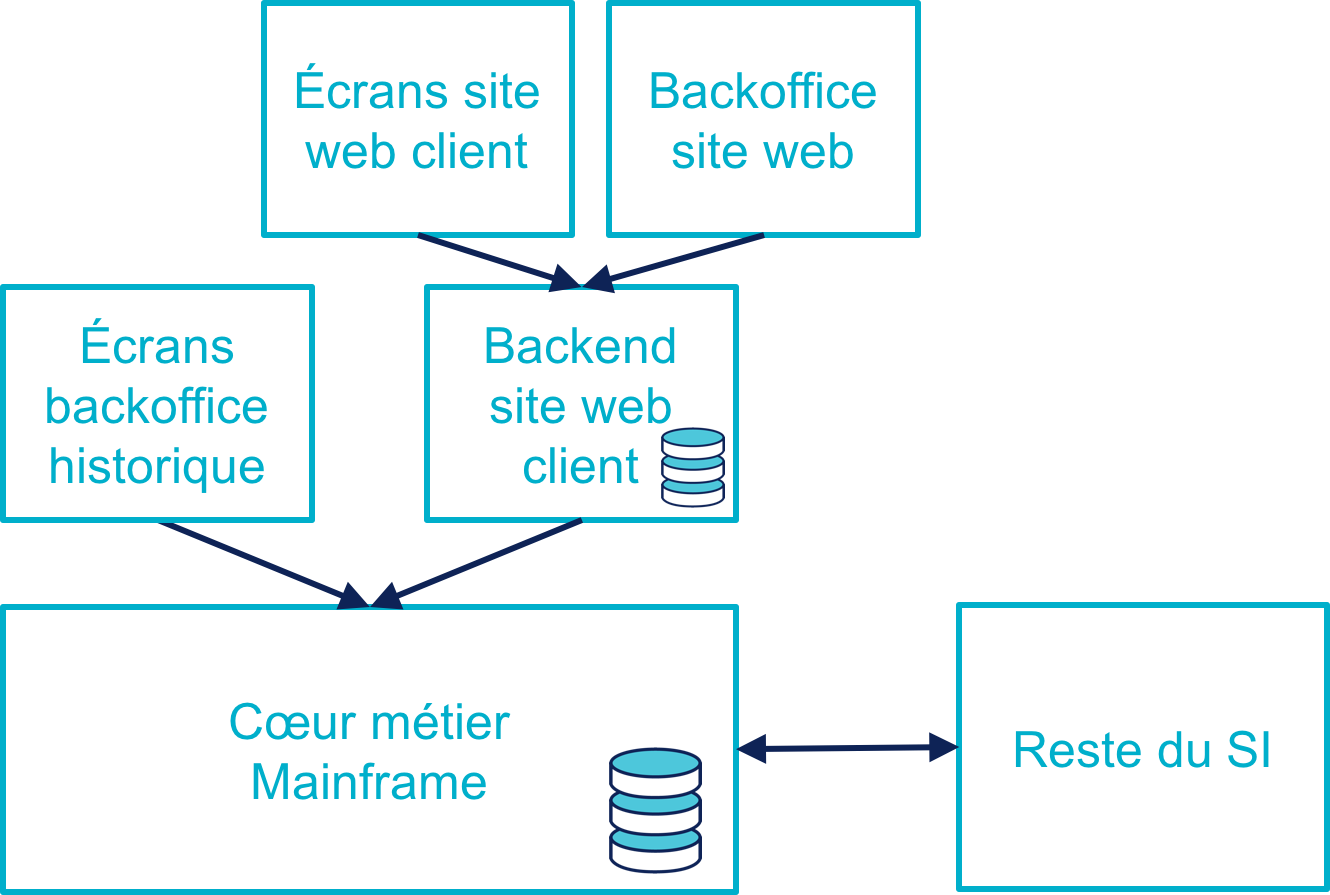 Écrans site
web client
Backoffice
site web
Écrans
backoffice
historique
Backend
site web
client
Cœur métier
Mainframe
Reste du SI